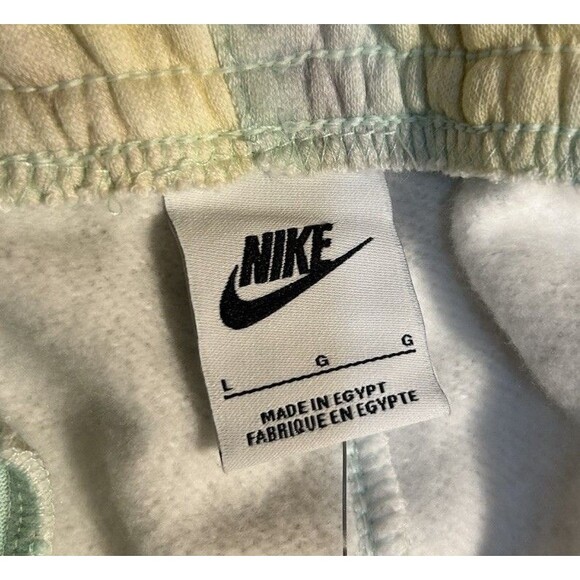 NIKE
L G G
MADE IN EGYPT
FABRIQUE EN EGYPTE